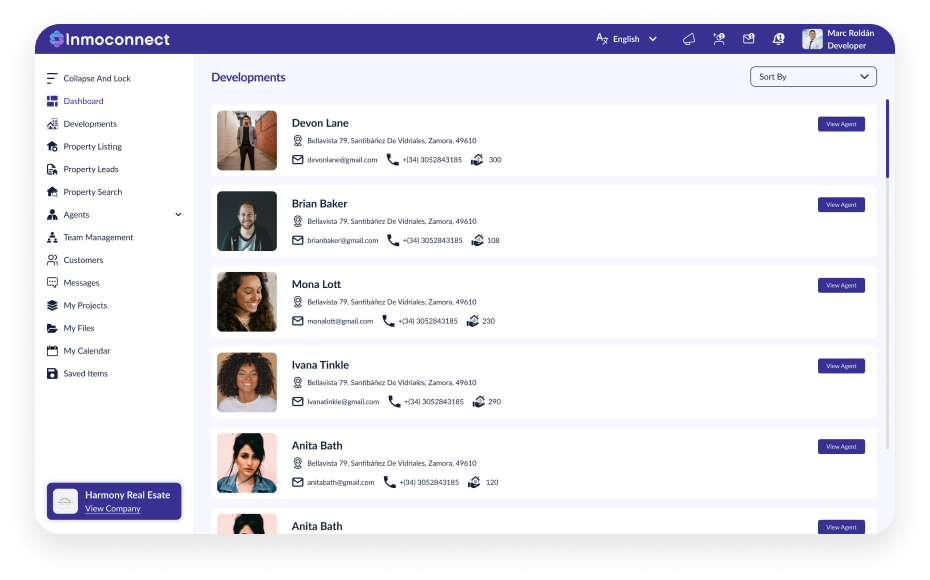 Inmoconnect
English
Marc Roldán
Developer
Collapse And Lock
Dashboard
Developments
Property Listing
Property Leads
Property Search
Agents
Team Management
Customers
Messages
My Projects
My Files
My Calendar
Saved Items
Harmony Real Esate
View Company
Developments
Sort By
Devon Lane
View Agent
Bellavista 79, Santibáñez De Vidriales, Zamora, 49610
devonlane@gmail.com +(34) 3052843185 300
Brian Baker
View Agent
Bellavista 79, Santibáñez De Vidriales, Zamora, 49610
brianbaker@gmail.com +(34) 3052843185 108
Mona Lott
View Agent
Bellavista 79, Santibáñez De Vidriales, Zamora, 49610
monalott@gmail.com +(34) 3052843185 230
Ivana Tinkle
View Agent
Bellavista 79, Santibáñez De Vidriales, Zamora, 49610
Ivanatinkle@gmail.com +(34) 3052843185 290
Anita Bath
View Agent
Bellavista 79, Santibáñez De Vidriales, Zamora, 49610
anitabath@gmail.com +(34) 3052843185 120
Anita Bath
View Agent